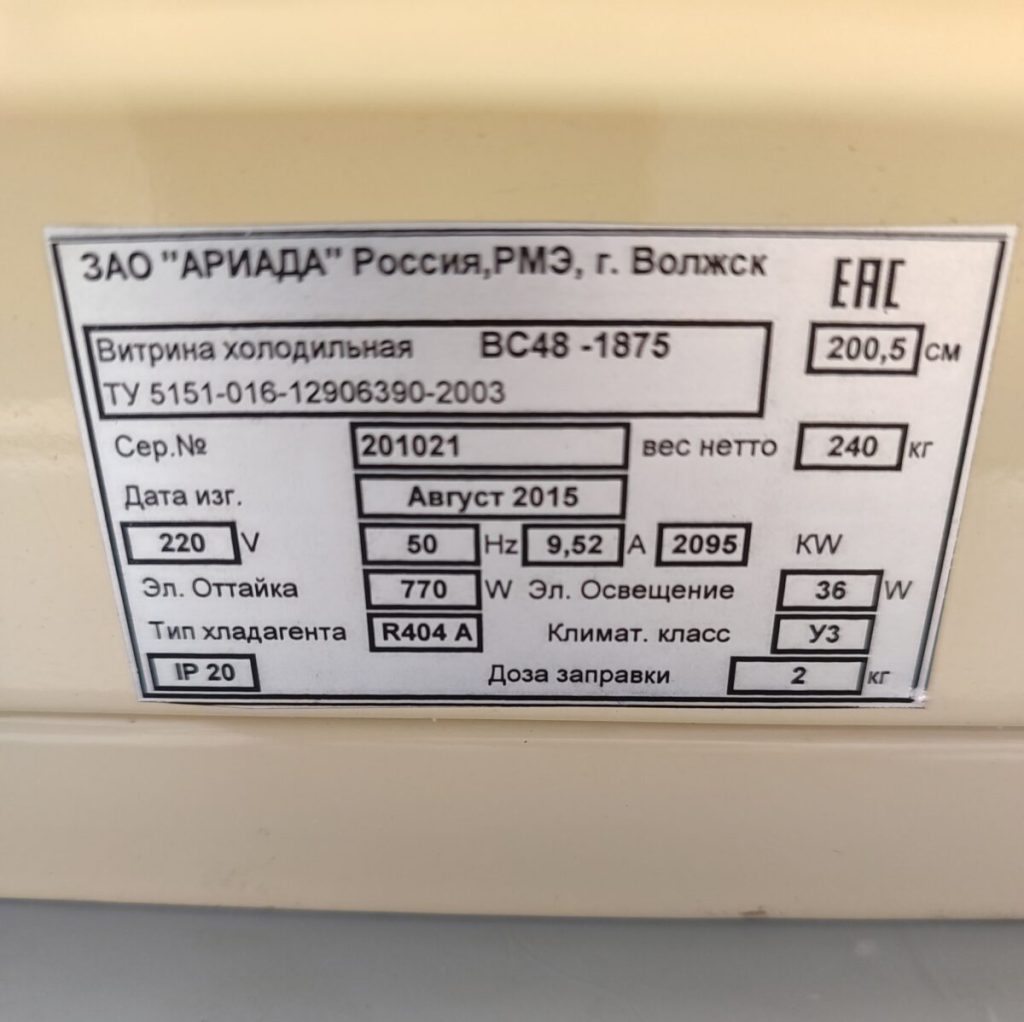 ЗАО "АРИАДА" Россия,РМЭ, г. Волжск
ЕАС
Витрина холодильная ВС48 -1875
200,5 см
ТУ 5151-016-12906390-2003
Сер.№ 201021 вес нетто 240 кг
Дата изг. Август 2015
220 V 50 Hz 9,52 A 2095 KW
Эл. Оттайка 770 W Эл. Освещение 36 W
Тип хладагента R404 A Климат. класс У3
IP 20 Доза заправки 2 кг